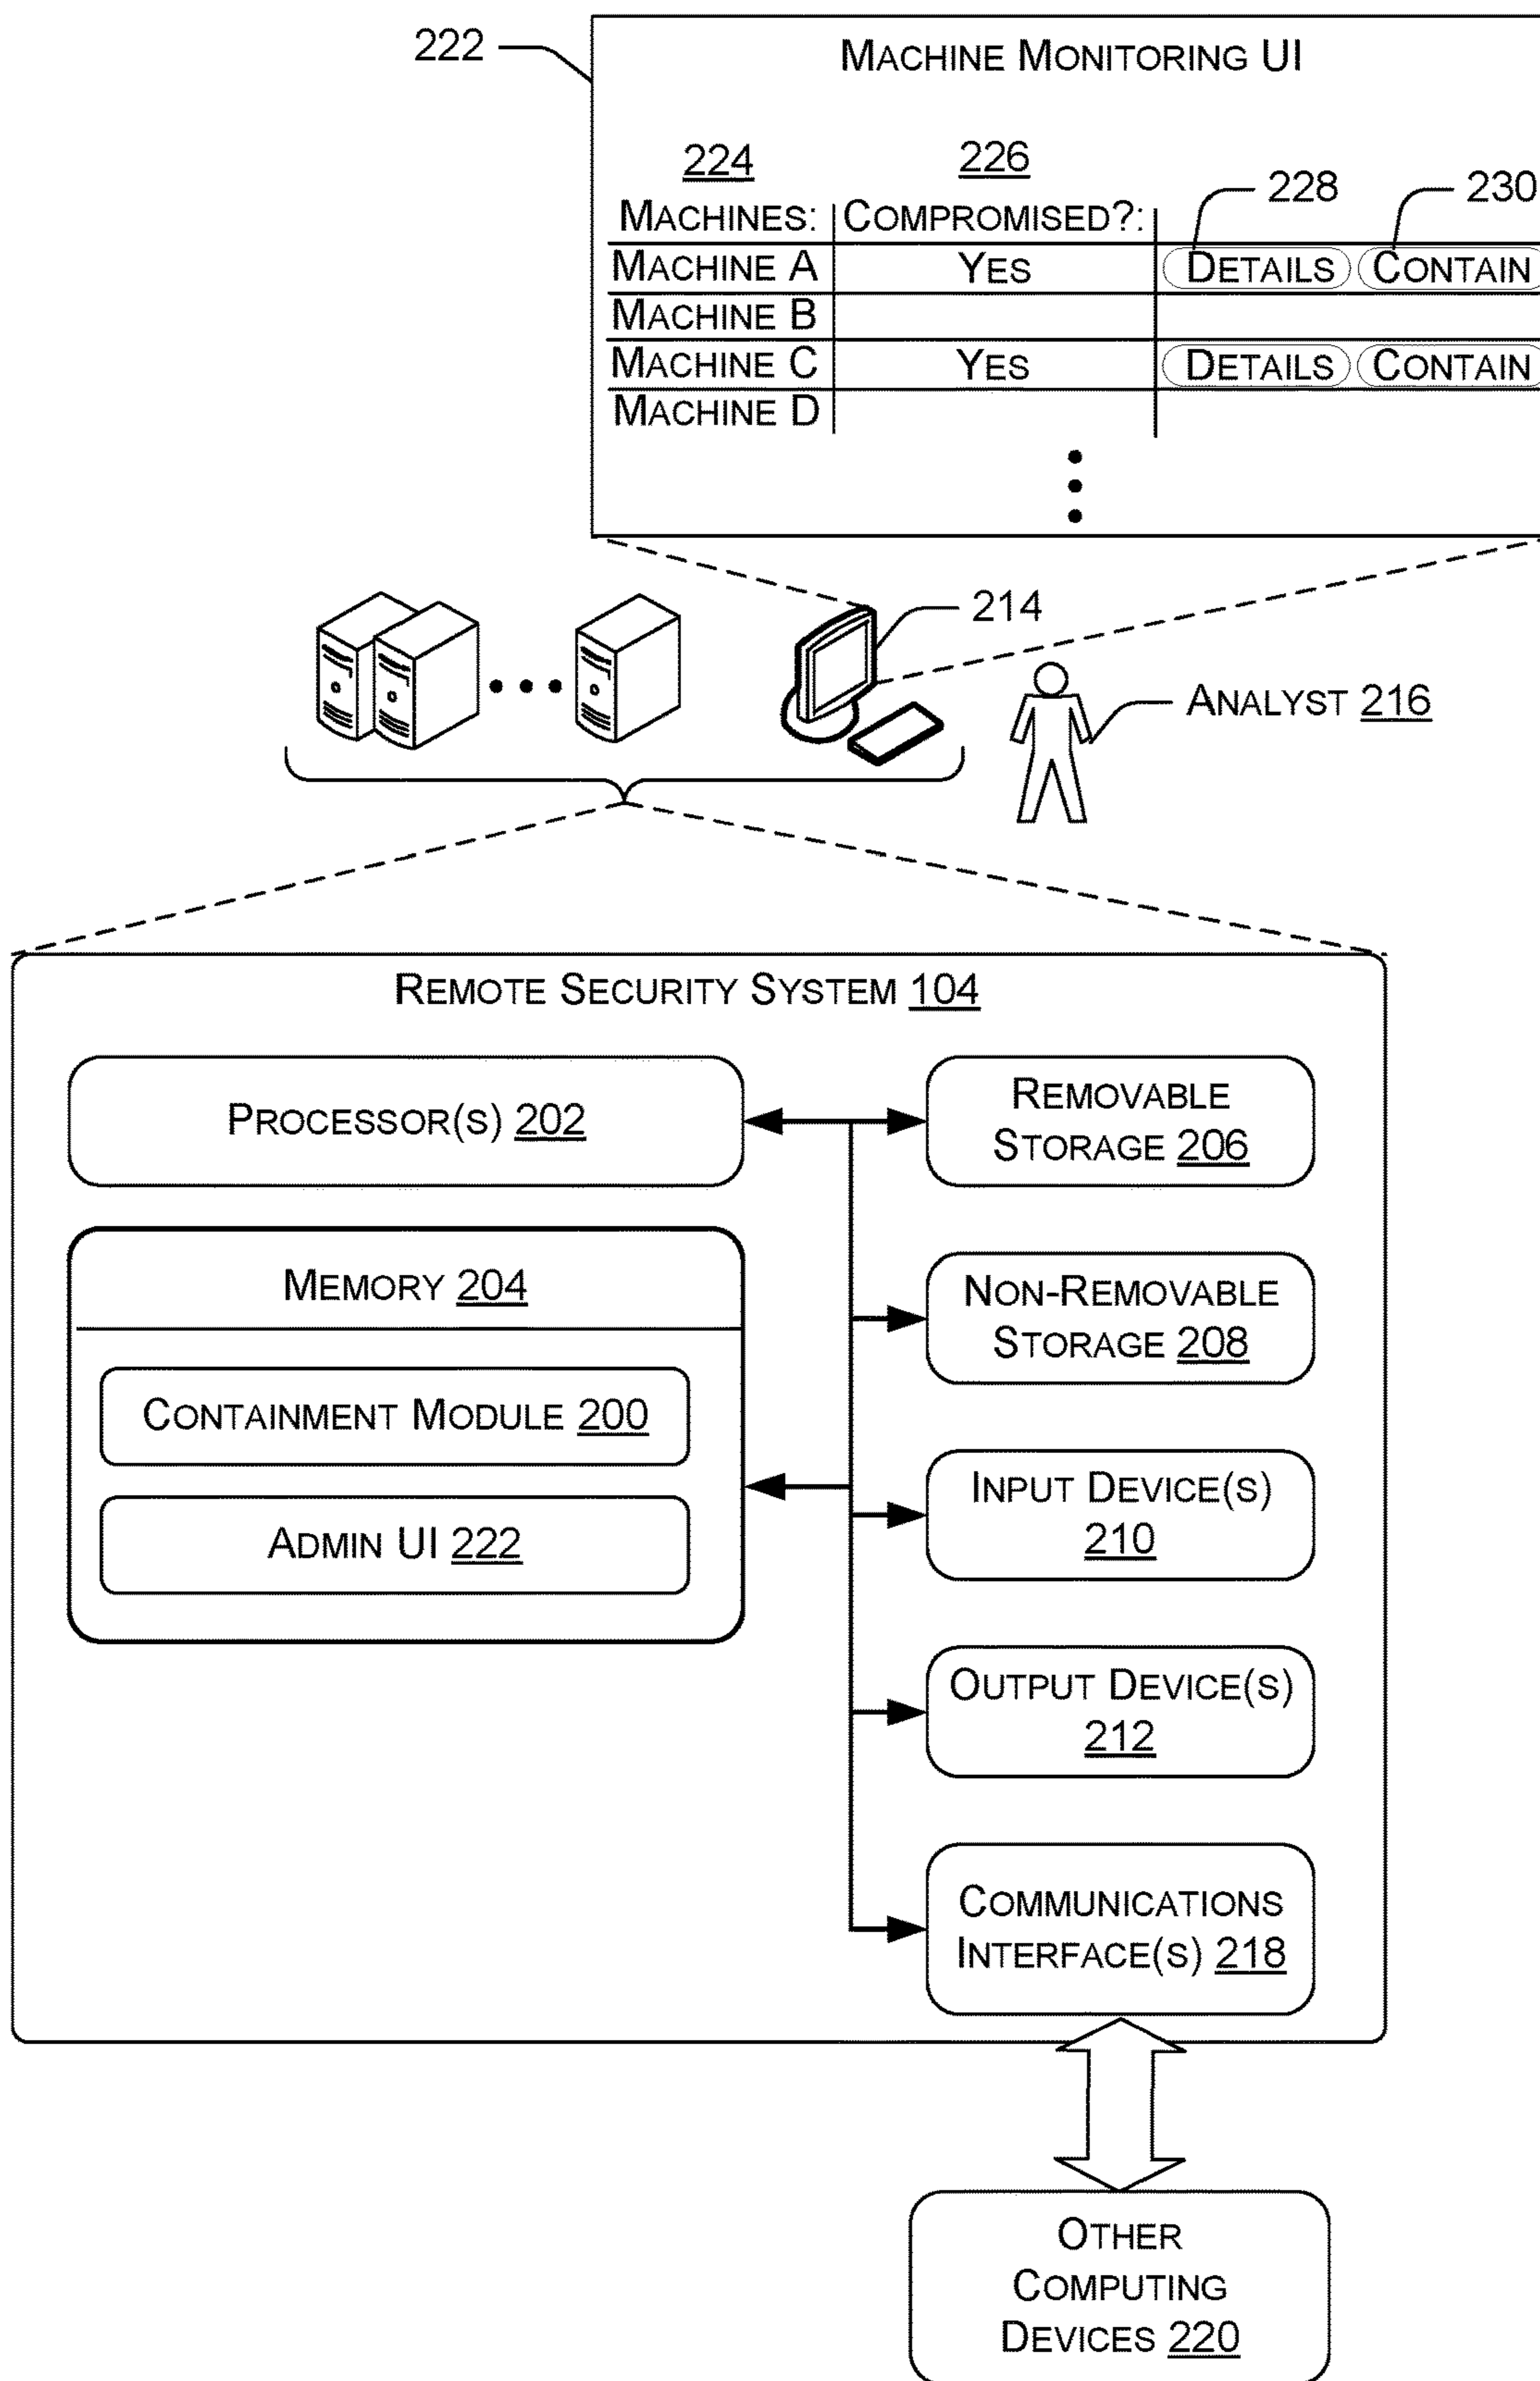 222
MACHINE MONITORING UI
224
226
228
230
MACHINES: COMPROMISED?:
MACHINE A YES DETAILS CONTAIN
MACHINE B
MACHINE C YES DETAILS CONTAIN
MACHINE D
214
ANALYST 216
REMOTE SECURITY SYSTEM 104
PROCESSOR(S) 202
MEMORY 204
CONTAINMENT MODULE 200
ADMIN UI 222
REMOVABLE
STORAGE 206
NON-REMOVABLE
STORAGE 208
INPUT DEVICE(S)
210
OUTPUT DEVICE(S)
212
COMMUNICATIONS
INTERFACE(S) 218
OTHER
COMPUTING
DEVICES 220